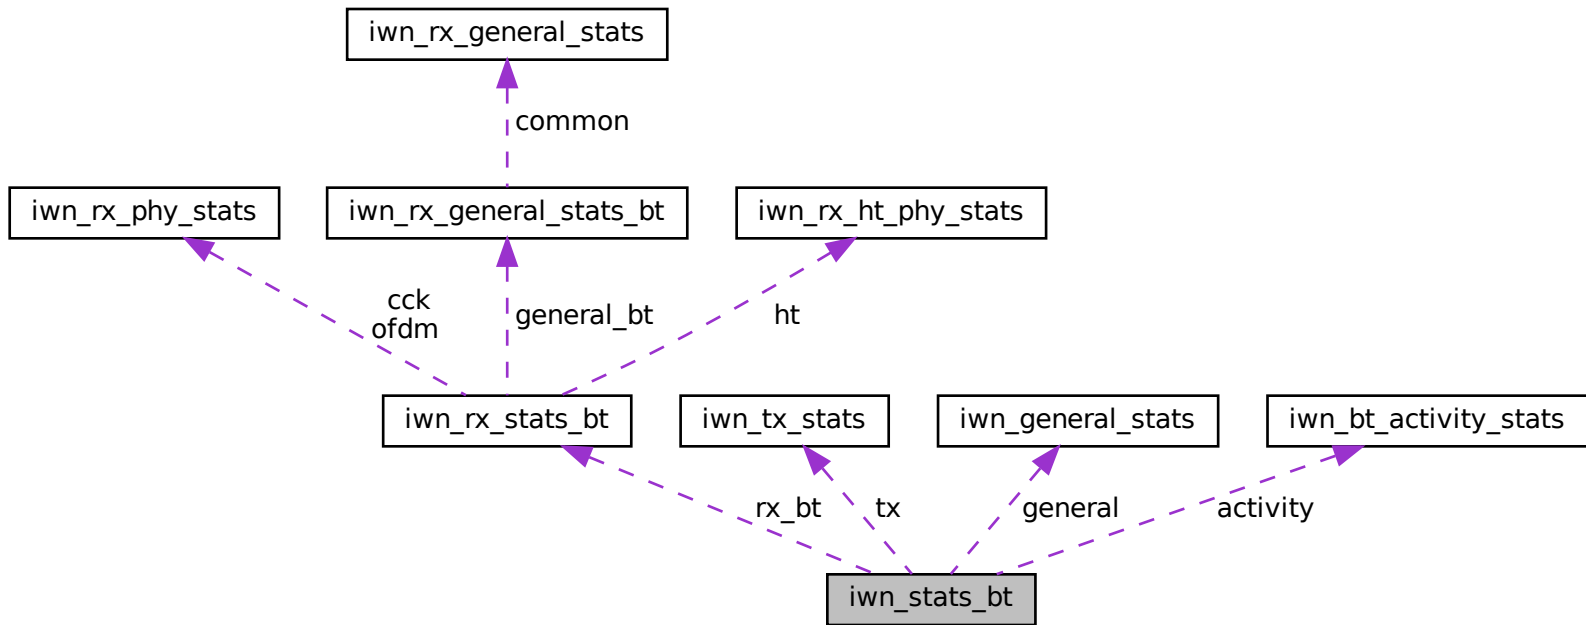 iwn_rx_general_stats
common
iwn_rx_phy_stats
iwn_rx_general_stats_bt
iwn_rx_ht_phy_stats
cck
ofdm
general_bt
ht
iwn_rx_stats_bt
iwn_tx_stats
iwn_general_stats
iwn_bt_activity_stats
rx_bt
tx
general
activity
iwn_stats_bt